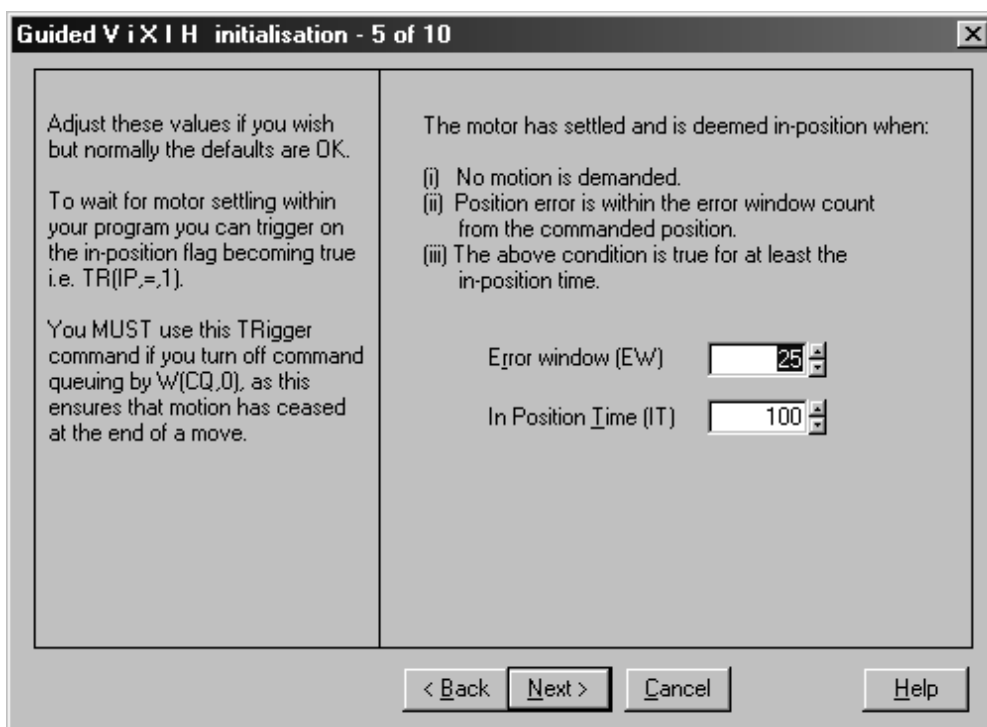 Guided V i X I H initialisation - 5 of 10
Adjust these values if you wish
but normally the defaults are OK.
To wait for motor settling within
your program you can trigger on
the in-position flag becoming true
i.e. TR(IP,=,1).
You MUST use this TRigger
command if you turn off command
queuing by W(CQ,0), as this
ensures that motion has ceased
at the end of a move.
The motor has settled and is deemed in-position when:
(i) No motion is demanded.
(ii) Position error is within the error window count
from the commanded position.
(iii) The above condition is true for at least the
in-position time.
Error window (EW) 25
In Position Time (IT) 100
< Back Next > Cancel Help